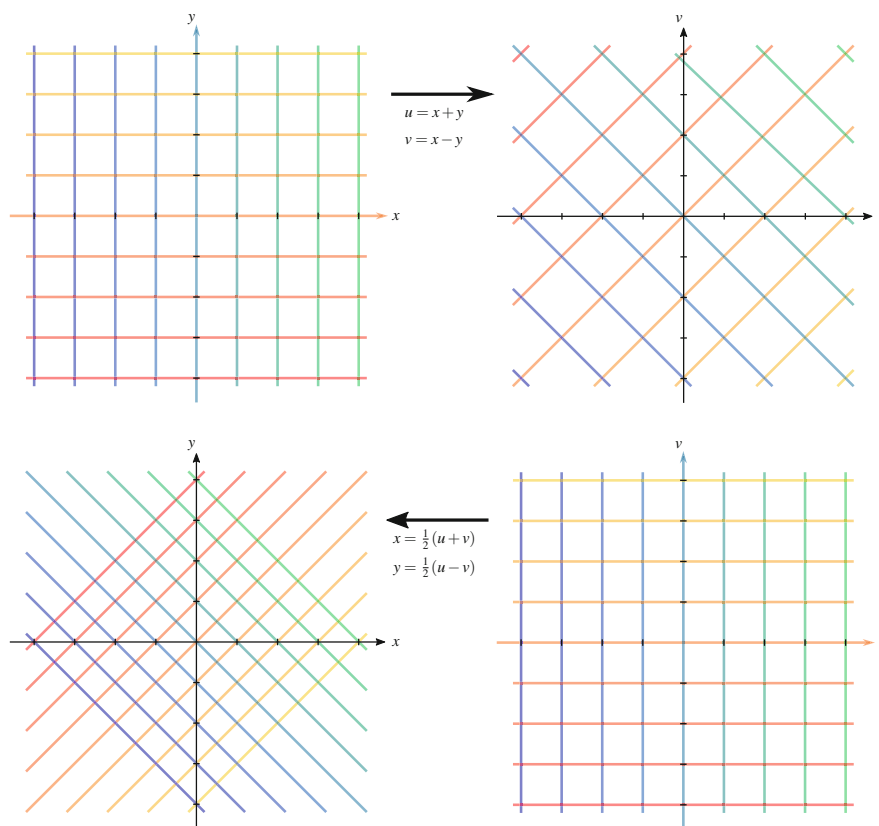 y
v
u = x + y
v = x − y
x
y
v
x = 1/2 (u + v)
y = 1/2 (u − v)
x